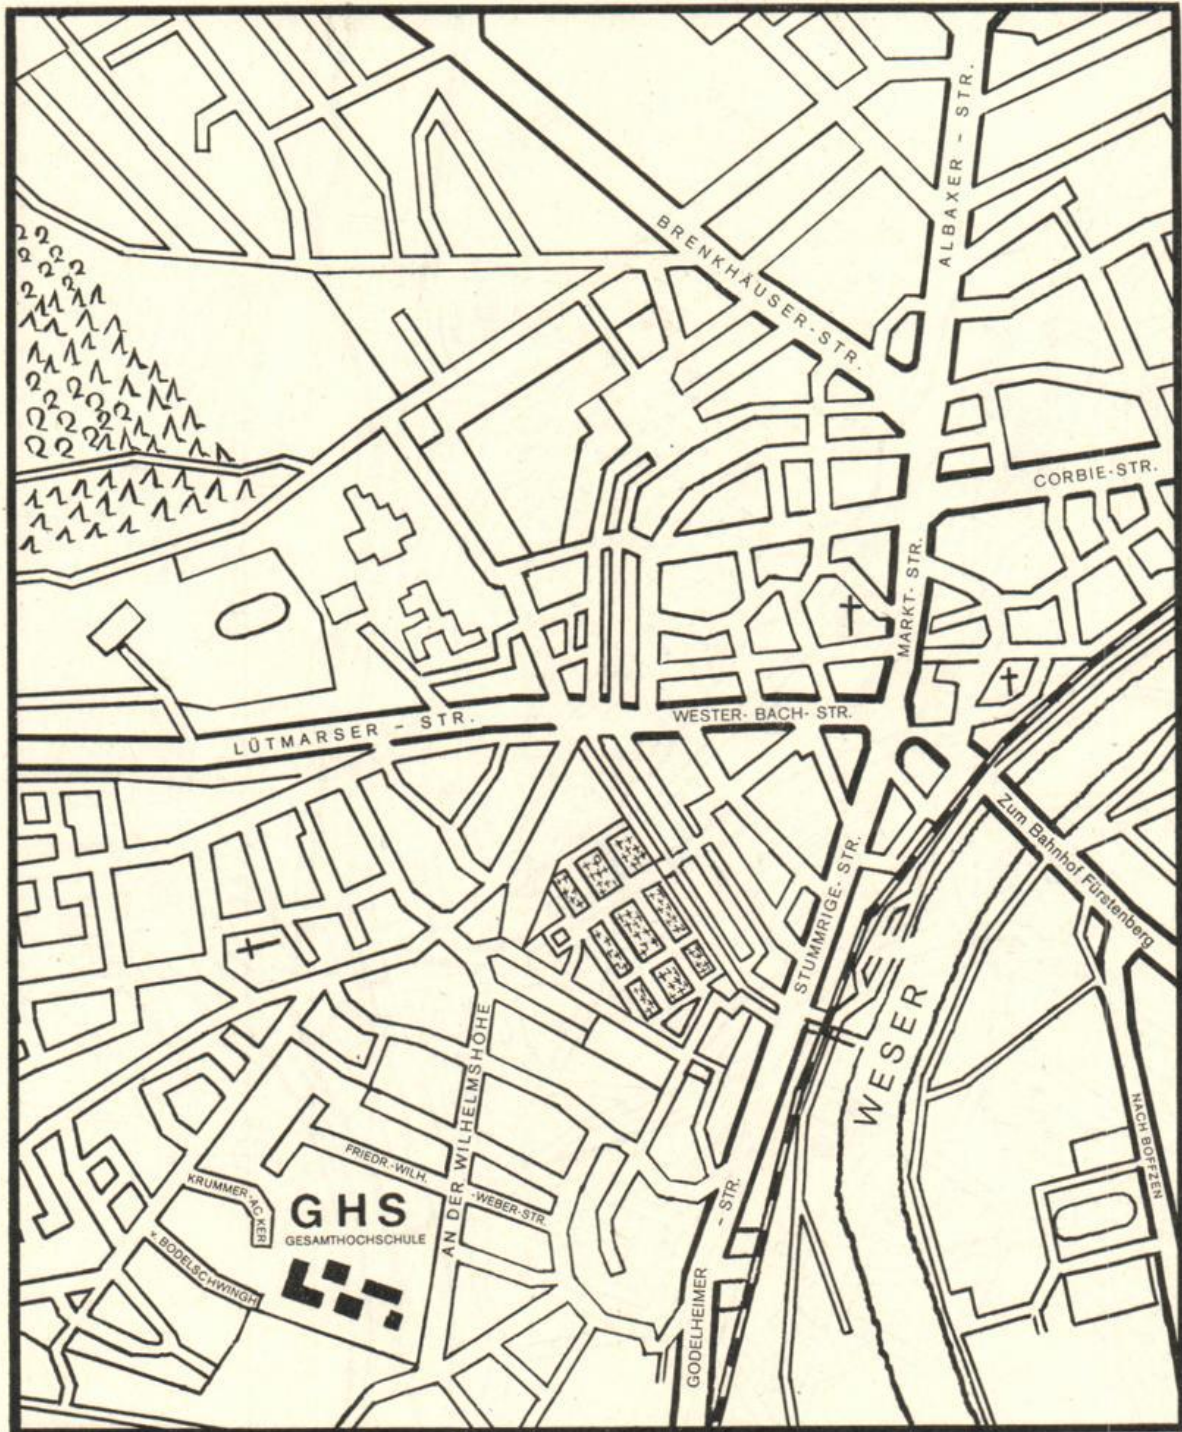 ALBAXER - STR.
BRENKHÄUSER-STR.
CORBIE-STR.
MARKT-STR.
WESTER-BACH-STR.
LÜTMARSER - STR.
Zum Bahnhof Fürstenberg
STUMMRIGE-STR.
WESER
AN DER WILHELMSHÖHE
NACH BOFFZEN
FRIEDR.-WILH.
-WEBER-STR.
KRUMMER-ACKER
GHS
GESAMTHOCHSCHULE
v. BODELSCHWINGH
GODELHEIMER
- STR.